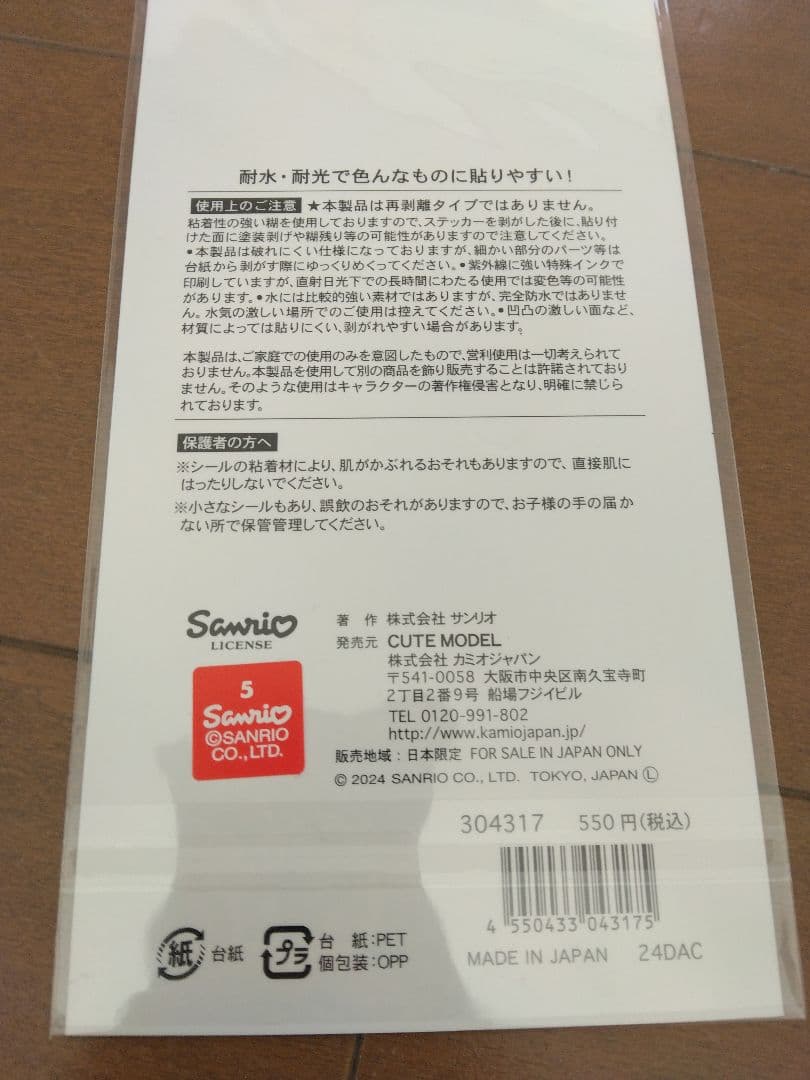 耐水・耐光で色んなものに貼りやすい!
使用上のご注意 ★本製品は再剥離タイプではありません。
粘着性の強い糊を使用しておりますので、ステッカーを剥がした後に、貼り付
けた面に塗装剥げや糊残り等の可能性がありますので注意してください。
•本製品は破れにくい仕様になっておりますが、細かい部分のパーツ等は
台紙から剥がす際にゆっくりめくってください。•紫外線に強い特殊インクで
印刷していますが、直射日光下での長時間にわたる使用では変色等の可能性
があります。•水には比較的強い素材ではありますが、完全防水ではありませ
ん。水気の激しい場所でのご使用は控えてください。•凹凸の激しい面など、
材質によっては貼りにくい、剥がれやすい場合があります。
本製品は、ご家庭での使用のみを意図したもので、営利使用は一切考えられて
おりません。本製品を使用して別の商品を飾り販売することは許諾されており
ません。そのような使用はキャラクターの著作権侵害となり、明確に禁じら
れております。
保護者の方へ
※シールの粘着材により、肌がかぶれるおそれもありますので、直接肌に
はったりしないでください。
※小さなシールもあり、誤飲のおそれがありますので、お子様の手の届か
ない所で保管管理してください。
Sanrio
LICENSE
5
Sanrio
©SANRIO
CO., LTD.
著 作 株式会社 サンリオ
発売元 CUTE MODEL
株式会社 カミオジャパン
〒541-0058 大阪市中央区南久宝寺町
2丁目2番9号 船場フジイビル
TEL 0120-991-802
http://www.kamiojapan.jp/
販売地域:日本限定 FOR SALE IN JAPAN ONLY
© 2024 SANRIO CO., LTD. TOKYO, JAPAN Ⓛ
304317 550円(税込)
4 550433 043175
紙 台紙
プラ 台 紙:PET
個包装:OPP
MADE IN JAPAN 24DAC